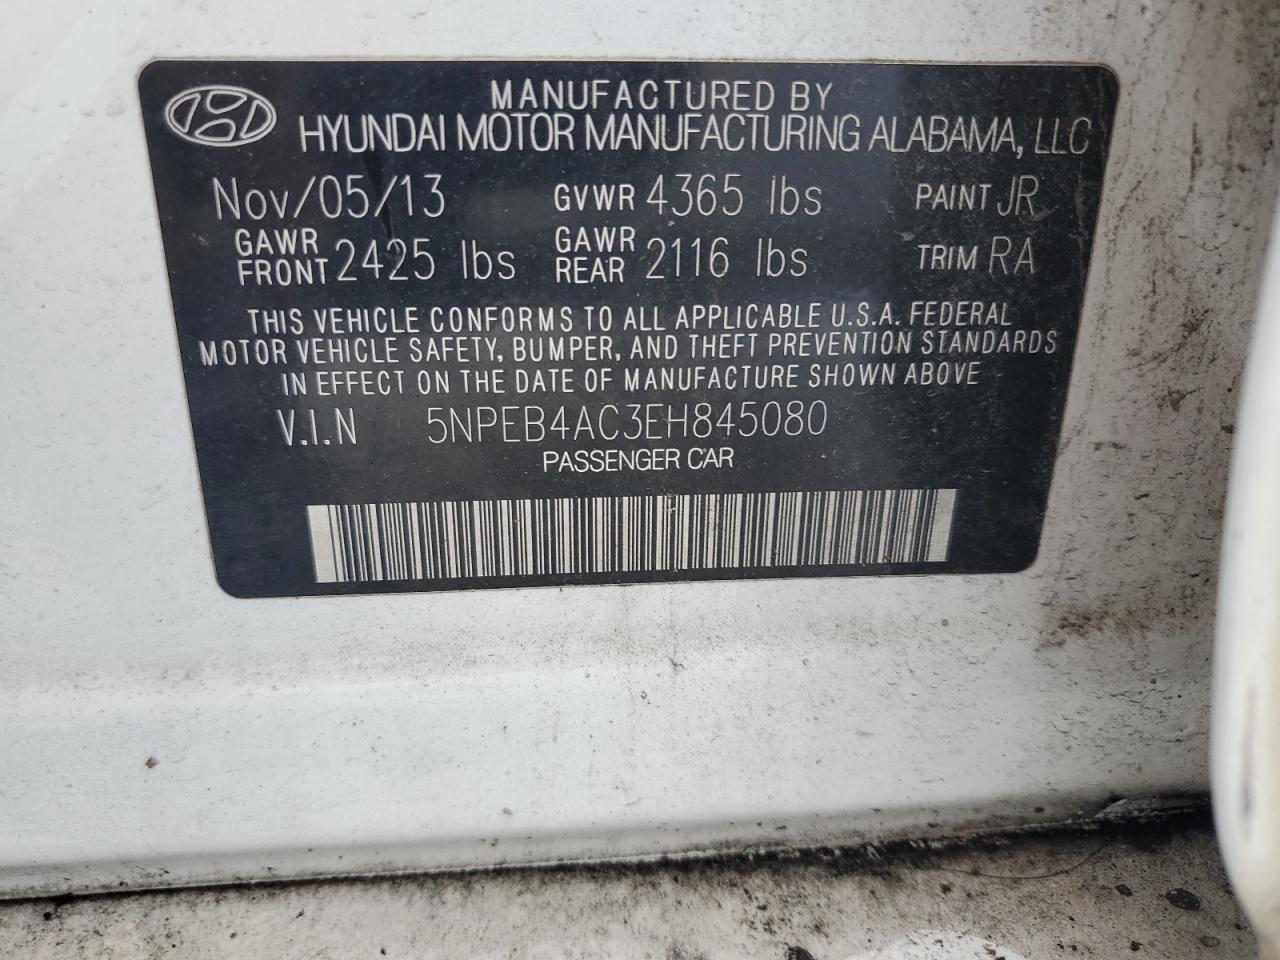 MANUFACTURED BY
HYUNDAI MOTOR MANUFACTURING ALABAMA, LLC
Nov/05/13 GVWR 4365 lbs PAINT JR
GAWR FRONT 2425 lbs GAWR REAR 2116 lbs TRIM RA
THIS VEHICLE CONFORMS TO ALL APPLICABLE U.S.A. FEDERAL
MOTOR VEHICLE SAFETY, BUMPER, AND THEFT PREVENTION STANDARDS
IN EFFECT ON THE DATE OF MANUFACTURE SHOWN ABOVE
V.I.N 5NPEB4AC3EH845080
PASSENGER CAR